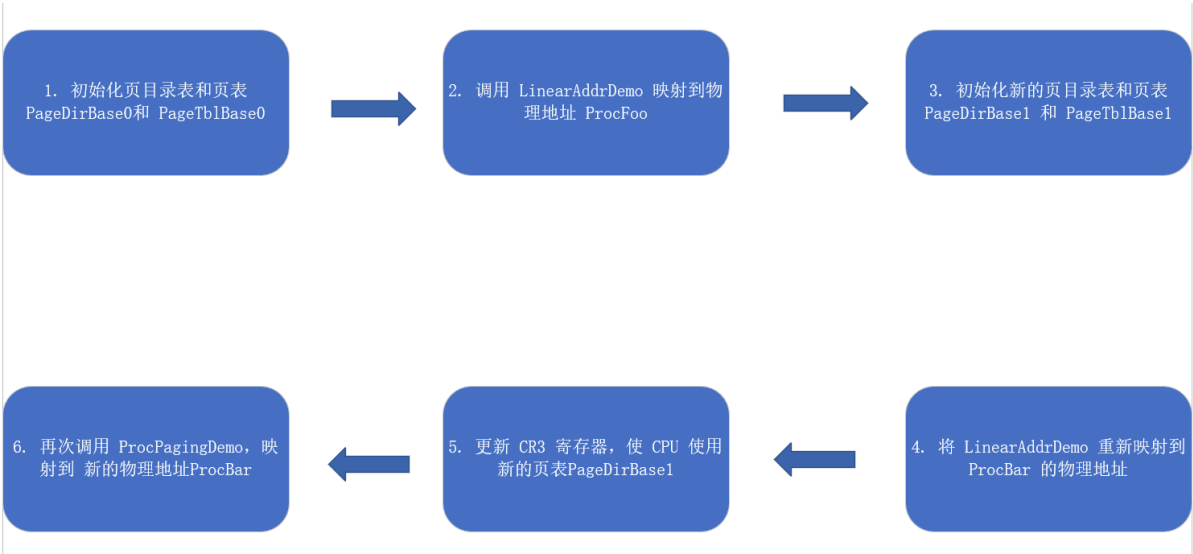 1. 初始化页目录表和页表
PageDirBase0和 PageTblBase0
2. 调用 LinearAddrDemo 映射到物
理地址 ProcFoo
3. 初始化新的页目录表和页表
PageDirBase1 和 PageTblBase1
4. 将 LinearAddrDemo 重新映射到
ProcBar 的物理地址
5. 更新 CR3 寄存器，使 CPU 使用
新的页表PageDirBase1
6. 再次调用 ProcPagingDemo，映
射到 新的物理地址ProcBar